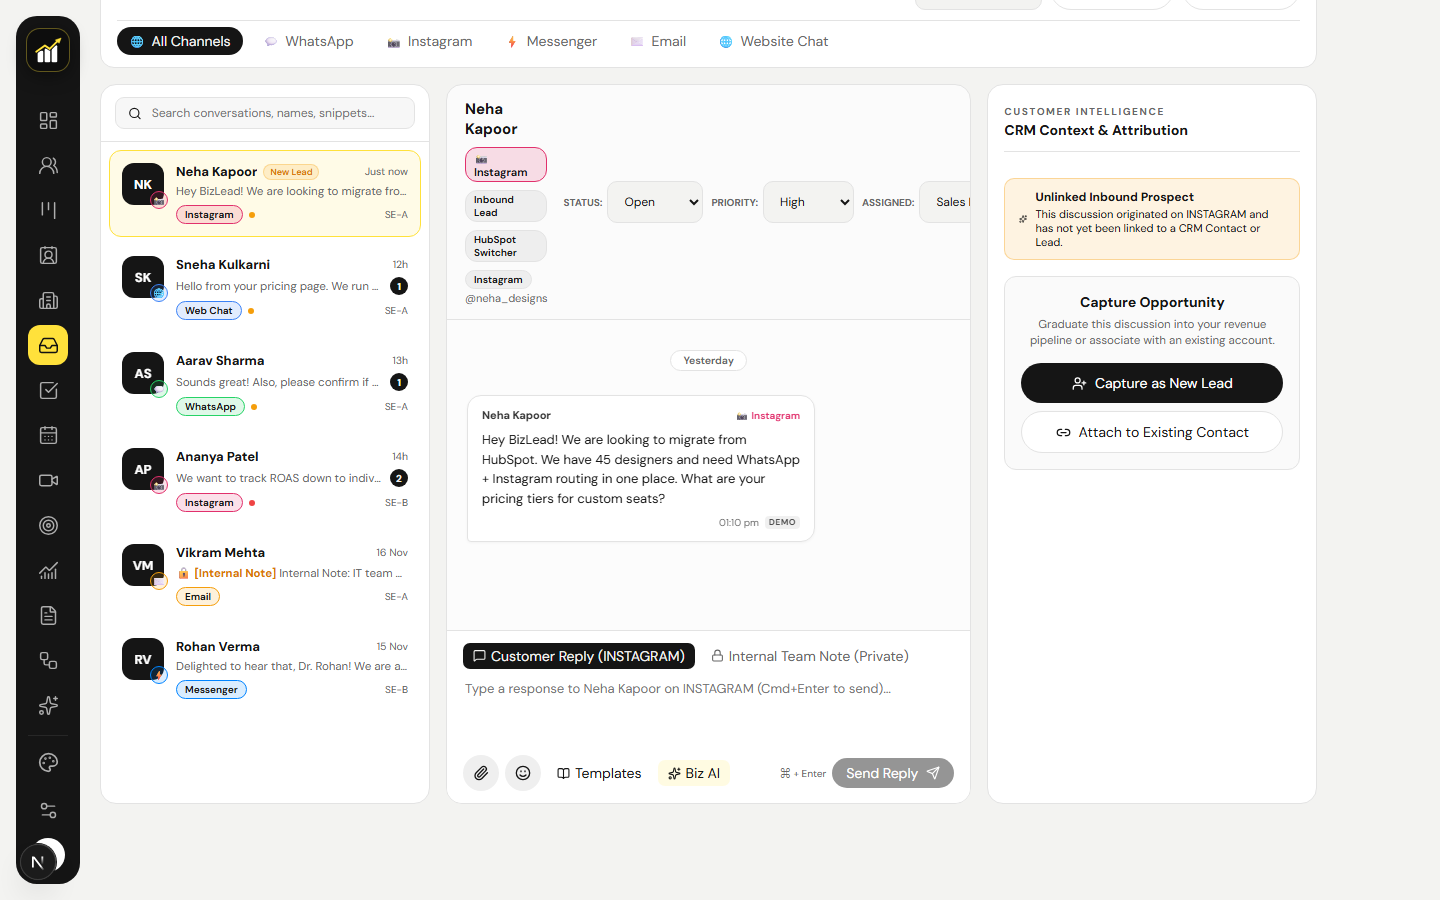 All Channels
WhatsApp
Instagram
Messenger
Email
Website Chat
Search conversations, names, snippets...
NK
Neha Kapoor
New Lead
Just now
Hey BizLead! We are looking to migrate fro...
Instagram
SE-A
SK
Sneha Kulkarni
12h
Hello from your pricing page. We run ...
1
Web Chat
SE-A
AS
Aarav Sharma
13h
Sounds great! Also, please confirm if ...
1
WhatsApp
SE-A
AP
Ananya Patel
14h
We want to track ROAS down to indiv...
2
Instagram
SE-B
VM
Vikram Mehta
16 Nov
[Internal Note] Internal Note: IT team ...
Email
SE-A
RV
Rohan Verma
15 Nov
Delighted to hear that, Dr. Rohan! We are a...
Messenger
SE-B
N
Neha
Kapoor
Instagram
Inbound
Lead
HubSpot
Switcher
Instagram
@neha_designs
STATUS:
Open
PRIORITY:
High
ASSIGNED:
Sales
Yesterday
Neha Kapoor
Instagram
Hey BizLead! We are looking to migrate from
HubSpot. We have 45 designers and need WhatsApp
+ Instagram routing in one place. What are your
pricing tiers for custom seats?
01:10 pm
DEMO
Customer Reply (INSTAGRAM)
Internal Team Note (Private)
Type a response to Neha Kapoor on INSTAGRAM (Cmd+Enter to send)...
Templates
Biz AI
⌘ + Enter
Send Reply
CUSTOMER INTELLIGENCE
CRM Context & Attribution
Unlinked Inbound Prospect
This discussion originated on INSTAGRAM and
has not yet been linked to a CRM Contact or
Lead.
Capture Opportunity
Graduate this discussion into your revenue
pipeline or associate with an existing account.
Capture as New Lead
Attach to Existing Contact